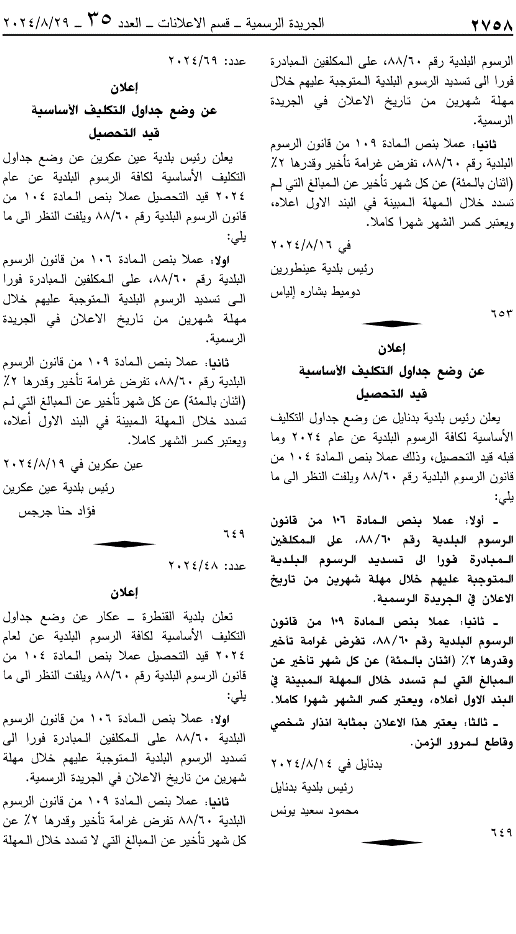 ٢٧٥٨
الجريدة الرسمية ـ قسم الاعلانات ـ العدد ٣٥ ـ ٢٠٢٤/٨/٢٩
الرسوم البلدية رقم ٨٨/٦٠، على المكلفين المبادرة
فورا الى تسديد الرسوم البلدية المتوجبة عليهم خلال
مهلة شهرين من تاريخ الاعلان في الجريدة
الرسمية.
ثانيا: عملا بنص المادة ١٠٩ من قانون الرسوم
البلدية رقم ٨٨/٦٠، تفرض غرامة تأخير وقدرها ٢٪
(اثنان بالمئة) عن كل شهر تأخير عن المبالغ التي لم
تسدد خلال المهلة المبينة في البند الاول اعلاه،
ويعتبر كسر الشهر شهرا كاملا.
في ٢٠٢٤/٨/١٦
رئيس بلدية عينطورين
دوميط بشاره إلياس
٦٥٣
إعلان
عن وضع جداول التكليف الأساسية
قيد التحصيل
يعلن رئيس بلدية بدنايل عن وضع جداول التكليف
الأساسية لكافة الرسوم البلدية عن عام ٢٠٢٤ وما
قبله قيد التحصيل، وذلك عملا بنص المادة ١٠٤ من
قانون الرسوم البلدية رقم ٨٨/٦٠ ويلفت النظر الى ما
يلي:
ـ أولا: عملا بنص المادة ١٠٦ من قانون
الرسوم البلدية رقم ٨٨/٦٠، على المكلفين
المبادرة فورا الى تسديد الرسوم البلدية
المتوجبة عليهم خلال مهلة شهرين من تاريخ
الاعلان في الجريدة الرسمية.
ـ ثانيا: عملا بنص المادة ١٠٩ من قانون
الرسوم البلدية رقم ٨٨/٦٠، تفرض غرامة تأخير
وقدرها ٢٪ (اثنان بالمئة) عن كل شهر تأخير عن
المبالغ التي لم تسدد خلال المهلة المبينة في
البند الاول أعلاه، ويعتبر كسر الشهر شهرا كاملا.
ـ ثالثا: يعتبر هذا الاعلان بمثابة انذار شخصي
وقاطع لمرور الزمن.
بدنايل في ٢٠٢٤/٨/١٤
رئيس بلدية بدنايل
محمود سعيد يونس
٦٤٩
عدد: ٢٠٢٤/٦٩
إعلان
عن وضع جداول التكليف الأساسية
قيد التحصيل
يعلن رئيس بلدية عين عكرين عن وضع جداول
التكليف الأساسية لكافة الرسوم البلدية عن عام
٢٠٢٤ قيد التحصيل عملا بنص المادة ١٠٤ من
قانون الرسوم البلدية رقم ٨٨/٦٠ ويلفت النظر الى ما
يلي:
اولا: عملا بنص المادة ١٠٦ من قانون الرسوم
البلدية رقم ٨٨/٦٠، على المكلفين المبادرة فورا
الى تسديد الرسوم البلدية المتوجبة عليهم خلال
مهلة شهرين من تاريخ الاعلان في الجريدة
الرسمية.
ثانيا: عملا بنص المادة ١٠٩ من قانون الرسوم
البلدية رقم ٨٨/٦٠، تفرض غرامة تأخير وقدرها ٢٪
(اثنان بالمئة) عن كل شهر تأخير عن المبالغ التي لم
تسدد خلال المهلة المبينة في البند الاول أعلاه،
ويعتبر كسر الشهر كاملا.
عين عكرين في ٢٠٢٤/٨/١٩
رئيس بلدية عين عكرين
فؤاد حنا جرجس
٦٤٩
عدد: ٢٠٢٤/٤٨
إعلان
تعلن بلدية القنطرة ـ عكار عن وضع جداول
التكليف الأساسية لكافة الرسوم البلدية عن لعام
٢٠٢٤ قيد التحصيل عملا بنص المادة ١٠٤ من
قانون الرسوم البلدية رقم ٨٨/٦٠ ويلفت النظر الى ما
يلي:
اولا: عملا بنص المادة ١٠٦ من قانون الرسوم
البلدية ٨٨/٦٠ على المكلفين المبادرة فورا الى
تسديد الرسوم البلدية المتوجبة عليهم خلال مهلة
شهرين من تاريخ الاعلان في الجريدة الرسمية.
ثانيا: عملا بنص المادة ١٠٩ من قانون الرسوم
البلدية ٨٨/٦٠ تفرض غرامة تأخير وقدرها ٢٪ عن
كل شهر تأخير عن المبالغ التي لا تسدد خلال المهلة